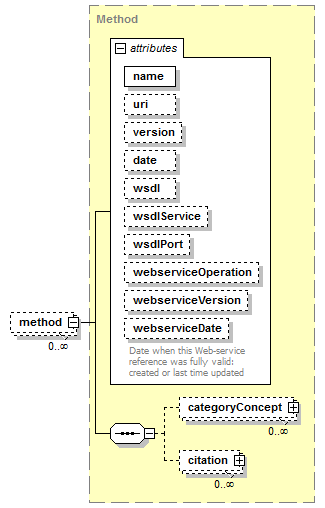 Method
attributes
name
uri
version
date
wsdl
wsdlService
wsdlPort
webserviceOperation
webserviceVersion
webserviceDate
Date when this Web-service
reference was fully valid:
created or last time updated
method
0..∞
categoryConcept
0..∞
citation
0..∞